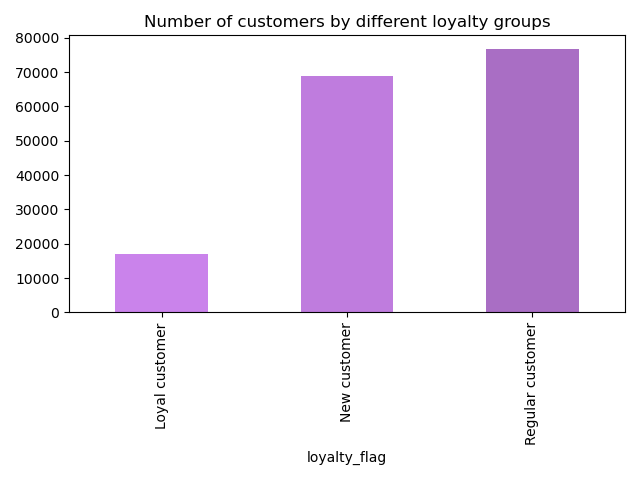 Number of customers by different loyalty groups
80000
70000
60000
50000
40000
30000
20000
10000
0
Loyal customer
New customer
Regular customer
loyalty_flag